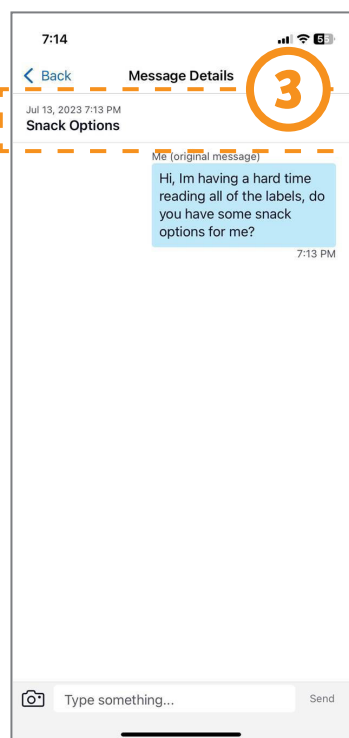 7:14
55
Back Message Details
3
Jul 13, 2023 7:13 PM
Snack Options
Me (original message)
Hi, Im having a hard time
reading all of the labels, do
you have some snack
options for me?
7:13 PM
Type something... Send